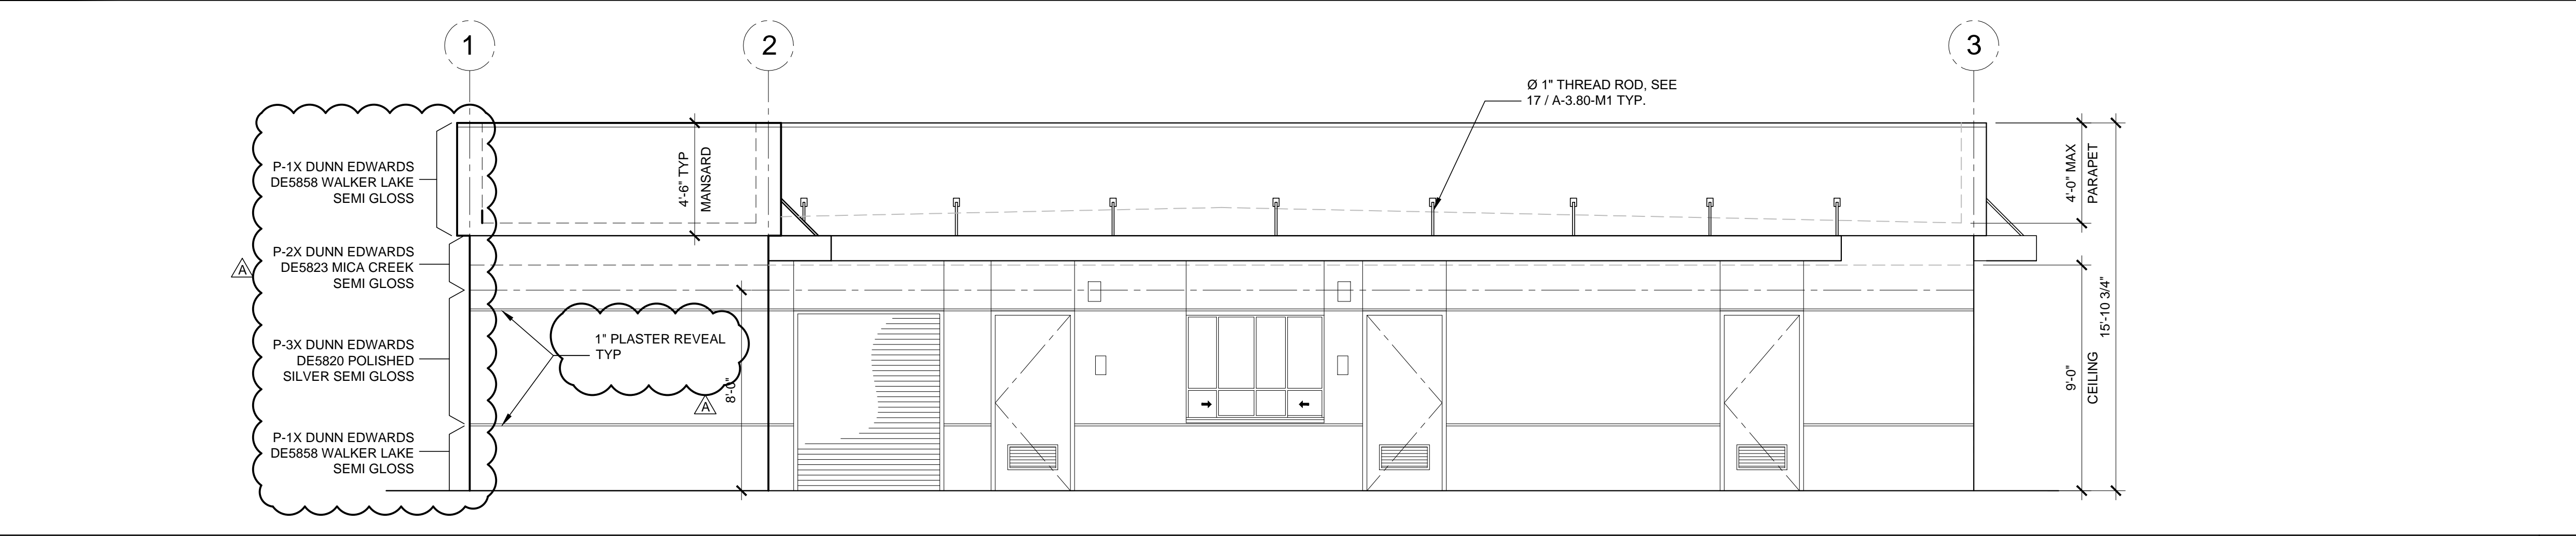 1
2
3
Ø 1" THREAD ROD, SEE
17 / A-3.80-M1 TYP.
P-1X DUNN EDWARDS
DE5858 WALKER LAKE
SEMI GLOSS
4'-6" TYP
MANSARD
4'-0" MAX
PARAPET
P-2X DUNN EDWARDS
DE5823 MICA CREEK
SEMI GLOSS
A
P-3X DUNN EDWARDS
DE5820 POLISHED
SILVER SEMI GLOSS
1" PLASTER REVEAL
TYP
A
8'-0"
15'-10 3/4"
9'-0"
CEILING
P-1X DUNN EDWARDS
DE5858 WALKER LAKE
SEMI GLOSS